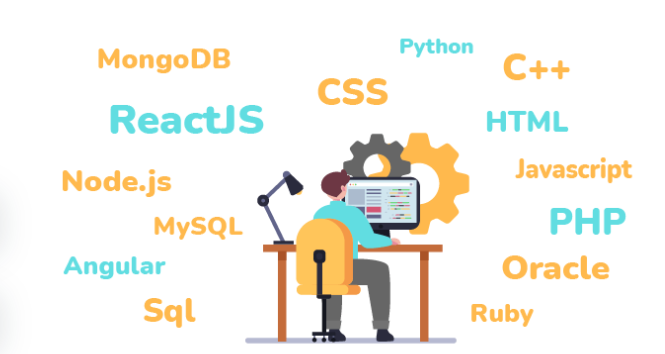 Python
MongoDB
C++
CSS
ReactJS
HTML
Javascript
Node.js
PHP
MySQL
Angular
Oracle
Sql
Ruby